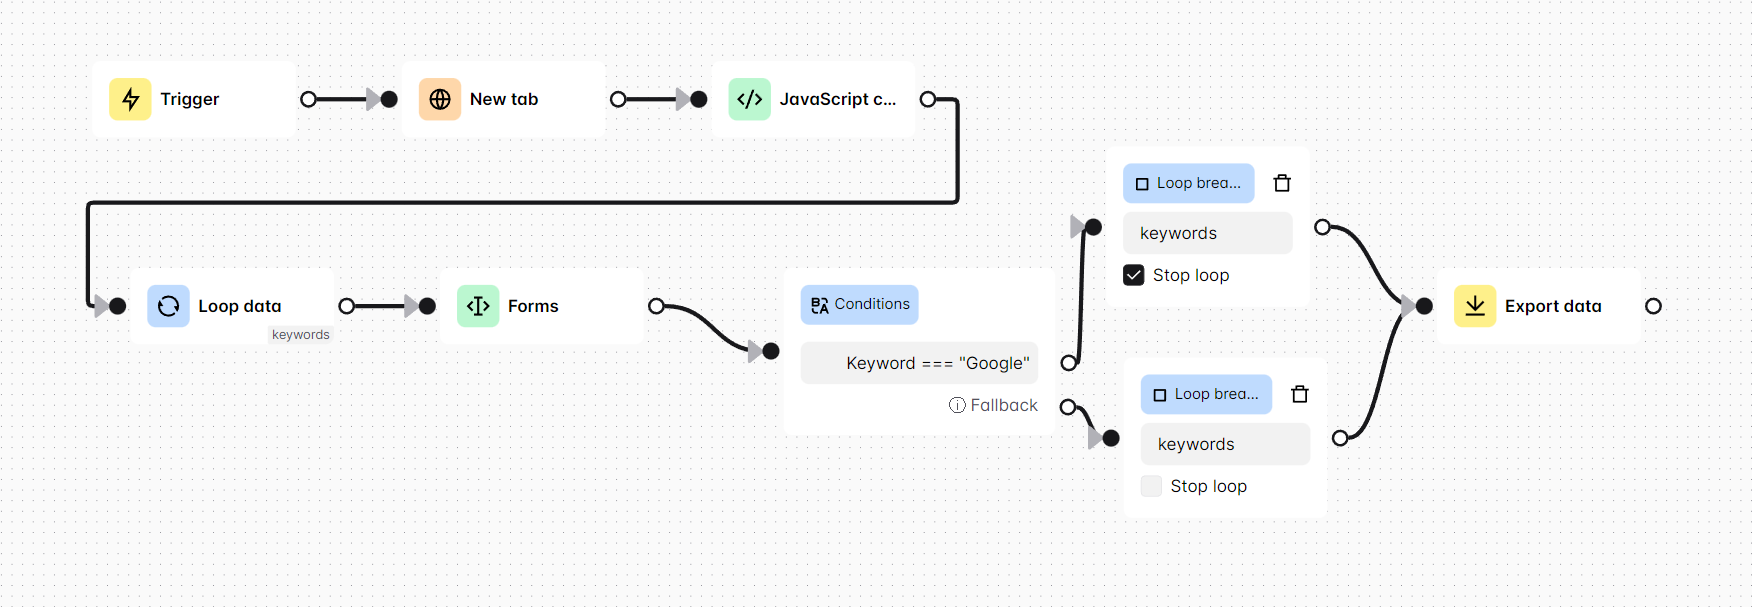 Trigger
New tab
JavaScript c...
Loop data
keywords
Forms
Conditions
Keyword === "Google"
Fallback
Loop brea...
keywords
Stop loop
Loop brea...
keywords
Stop loop
Export data